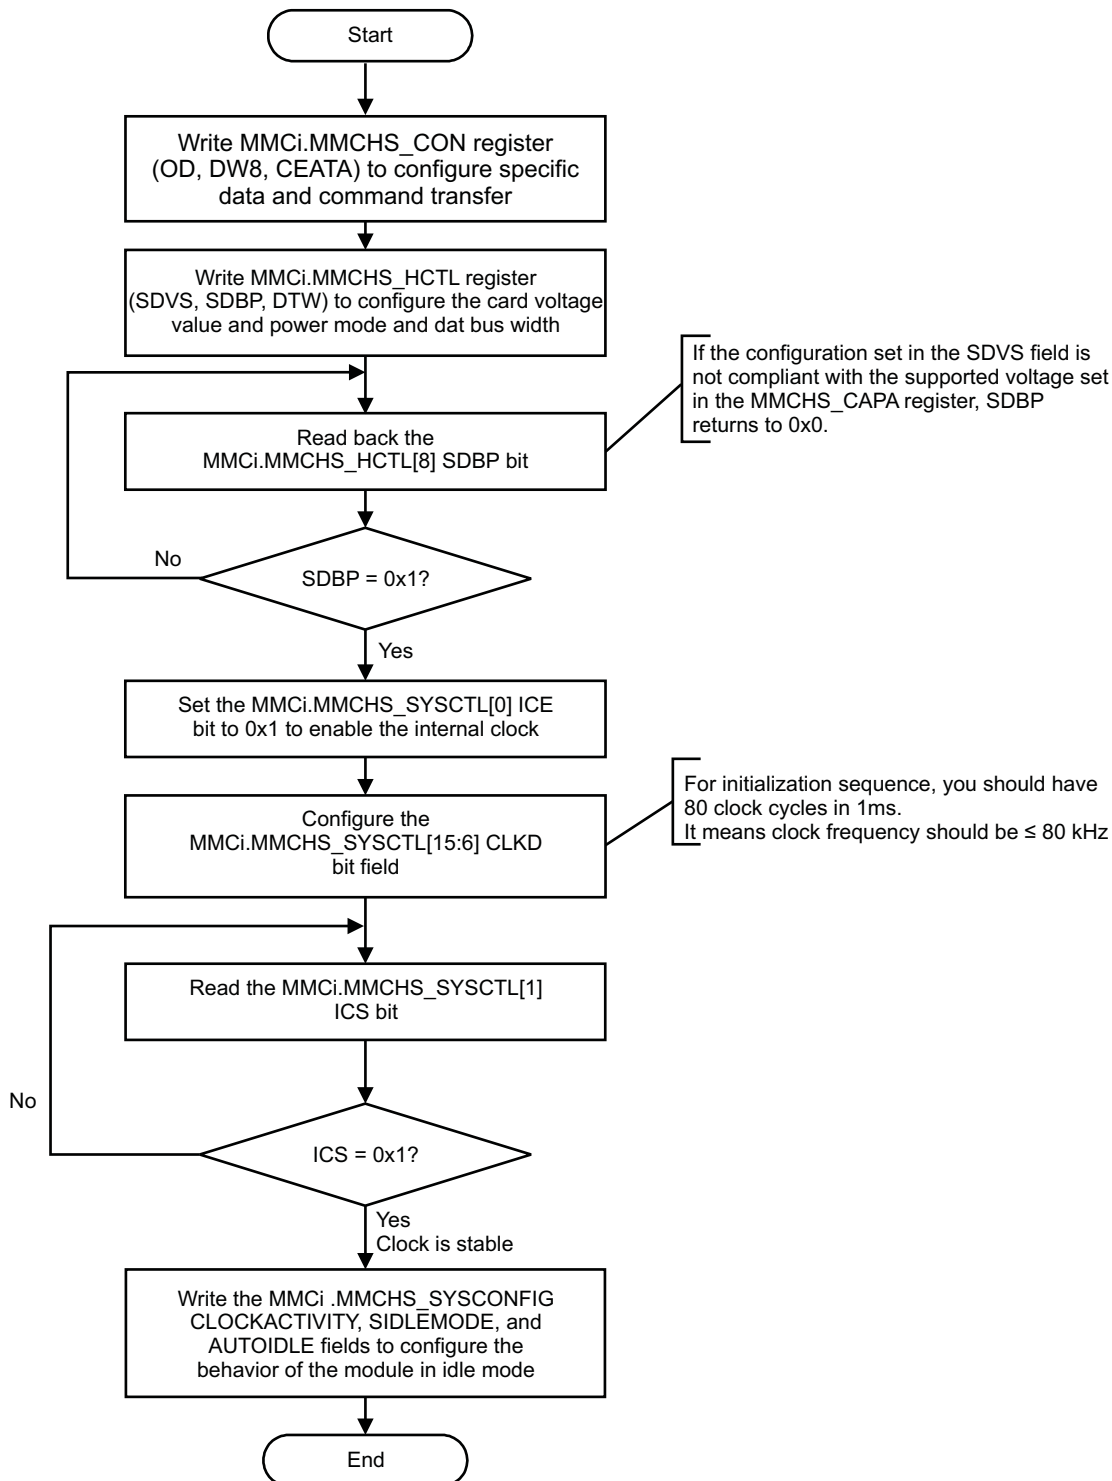 Start
Write MMCi.MMCHS_CON register
(OD, DW8, CEATA) to configure specific
data and command transfer
Write MMCi.MMCHS_HCTL register
(SDVS, SDBP, DTW) to configure the card voltage
value and power mode and dat bus width
If the configuration set in the SDVS field is
not compliant with the supported voltage set
in the MMCHS_CAPA register, SDBP
returns to 0x0.
Read back the
MMCi.MMCHS_HCTL[8] SDBP bit
No
SDBP = 0x1?
Yes
Set the MMCi.MMCHS_SYSCTL[0] ICE
bit to 0x1 to enable the internal clock
For initialization sequence, you should have
80 clock cycles in 1ms.
It means clock frequency should be ≤ 80 kHz
Configure the
MMCi.MMCHS_SYSCTL[15:6] CLKD
bit field
Read the MMCi.MMCHS_SYSCTL[1]
ICS bit
No
ICS = 0x1?
Yes
Clock is stable
Write the MMCi .MMCHS_SYSCONFIG
CLOCKACTIVITY, SIDLEMODE, and
AUTOIDLE fields to configure the
behavior of the module in idle mode
End